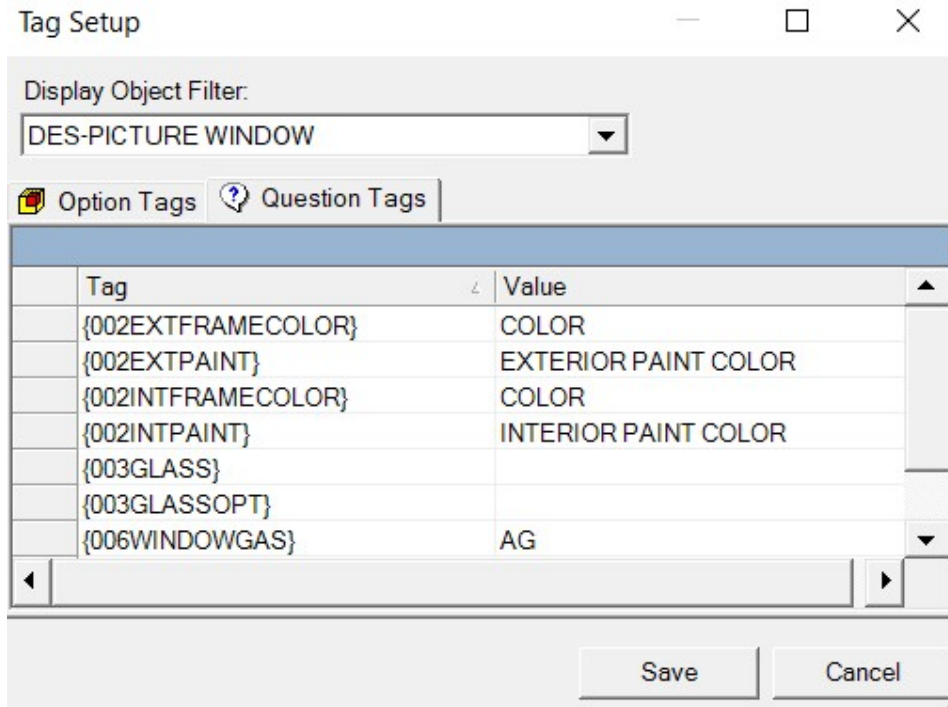 Tag Setup
Display Object Filter:
DES-PICTURE WINDOW
Option Tags Question Tags
Tag Value
{002EXTFRAMECOLOR} COLOR
{002EXTPAINT} EXTERIOR PAINT COLOR
{002INTFRAMECOLOR} COLOR
{002INTPAINT} INTERIOR PAINT COLOR
{003GLASS}
{003GLASSOPT}
{006WINDOWGAS} AG
Save Cancel